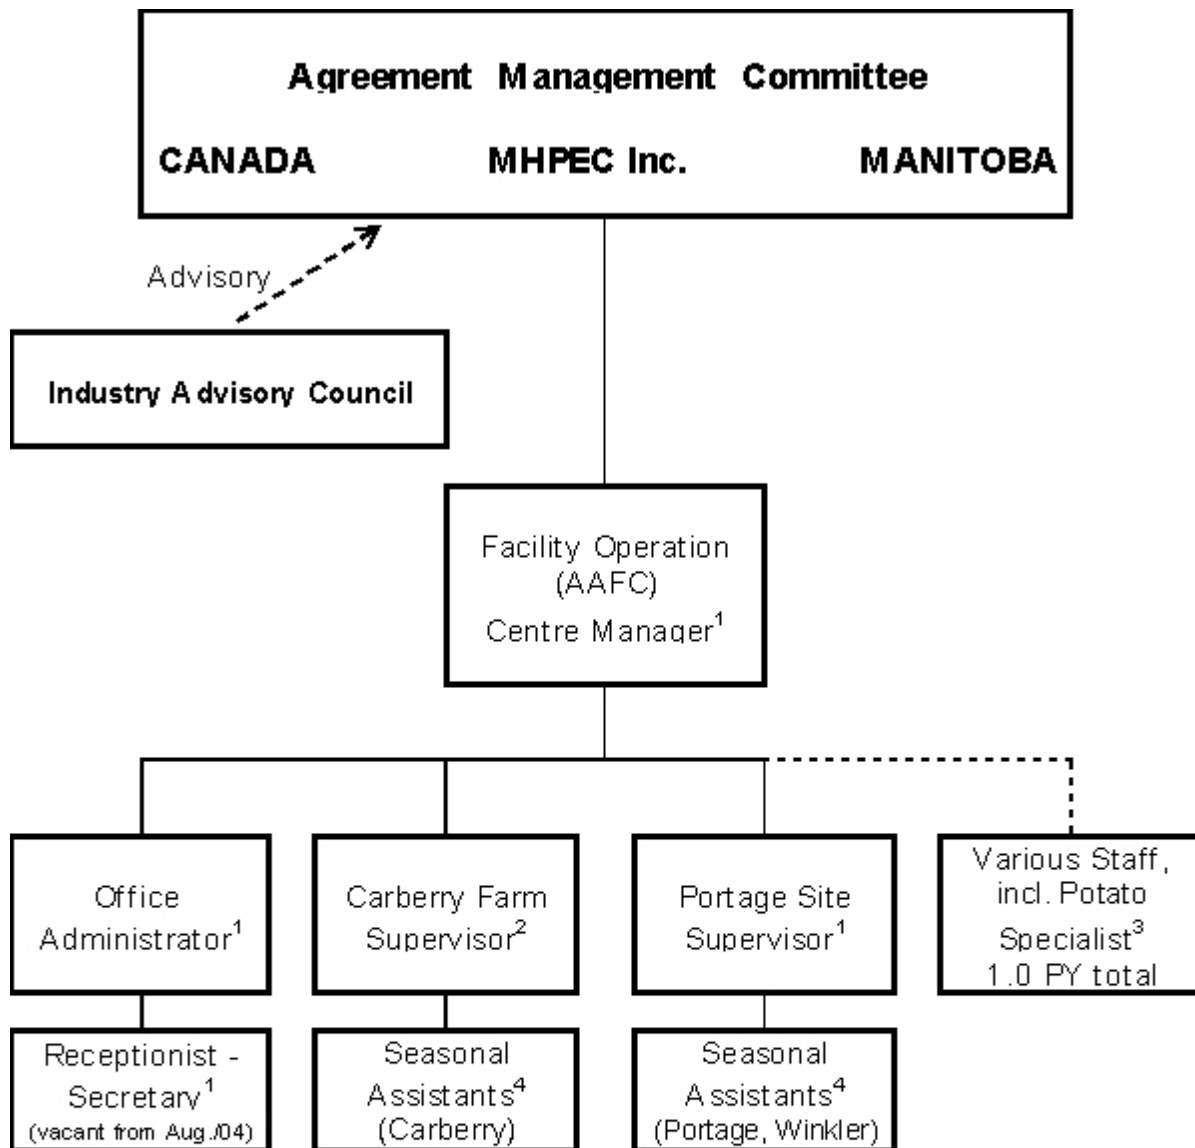 Agreement Management Committee
CANADA MHPEC Inc. MANITOBA
Advisory
Industry Advisory Council
Facility Operation
(AAFC)
Centre Manager¹
Office
Administrator¹
Carberry Farm
Supervisor²
Portage Site
Supervisor¹
Various Staff,
incl. Potato
Specialist³
1.0 PY total
Receptionist -
Secretary¹
(vacant from Aug./04)
Seasonal
Assistants⁴
(Carberry)
Seasonal
Assistants⁴
(Portage, Winkler)